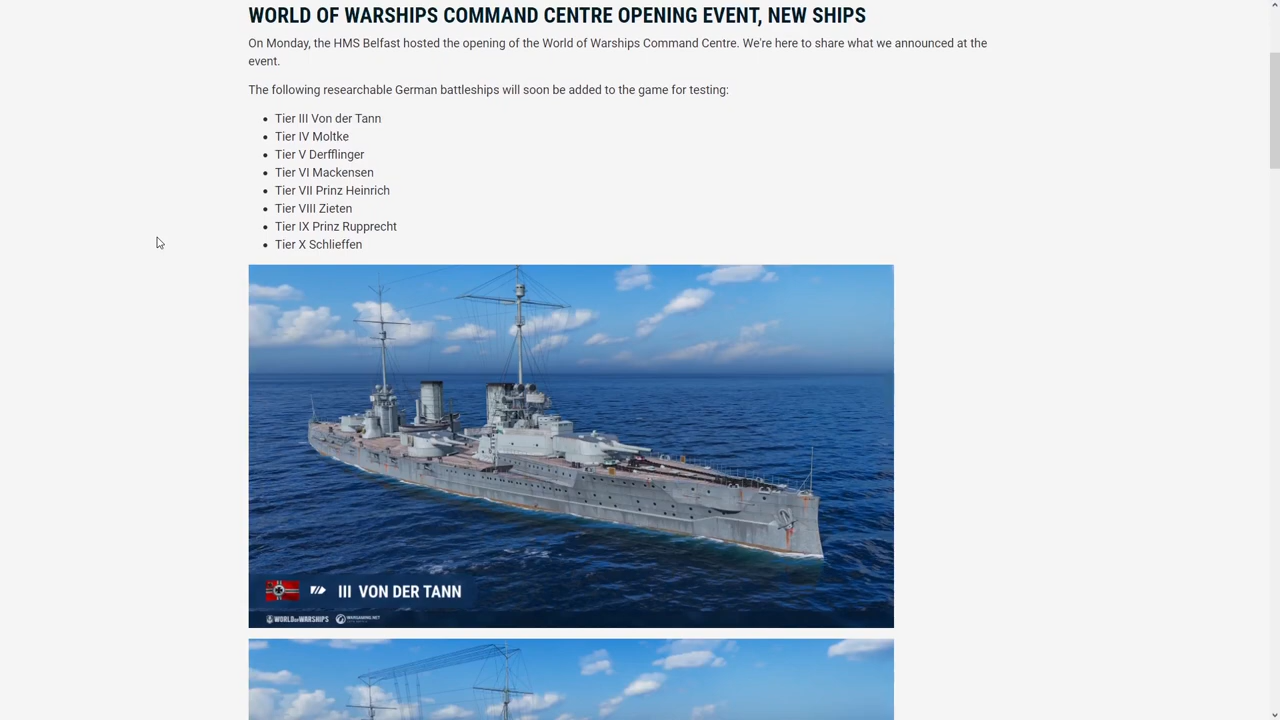 WORLD OF WARSHIPS COMMAND CENTRE OPENING EVENT, NEW SHIPS
On Monday, the HMS Belfast hosted the opening of the World of Warships Command Centre. We're here to share what we announced at the
event.
The following researchable German battleships will soon be added to the game for testing:
Tier III Von der Tann
Tier IV Moltke
Tier V Derfflinger
Tier VI Mackensen
Tier VII Prinz Heinrich
Tier VIII Zieten
Tier IX Prinz Rupprecht
Tier X Schlieffen
III VON DER TANN
WORLD OF WARSHIPS WARGAMING.NET